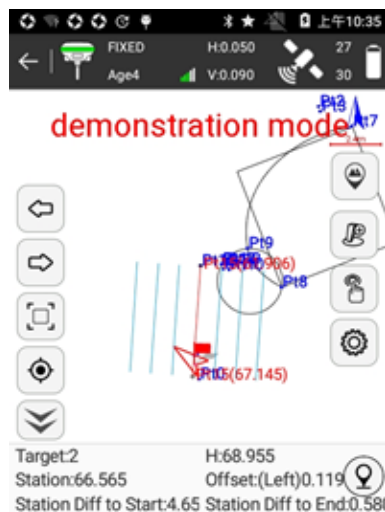 上午10:35
FIXED H:0.050 27
Age4 V:0.090 30
demonstration mode
Pt7
Pt9
Pt8
(67.145)
Target:2 H:68.955
Station:66.565 Offset:(Left)0.119
Station Diff to Start:4.65 Station Diff to End:0.58